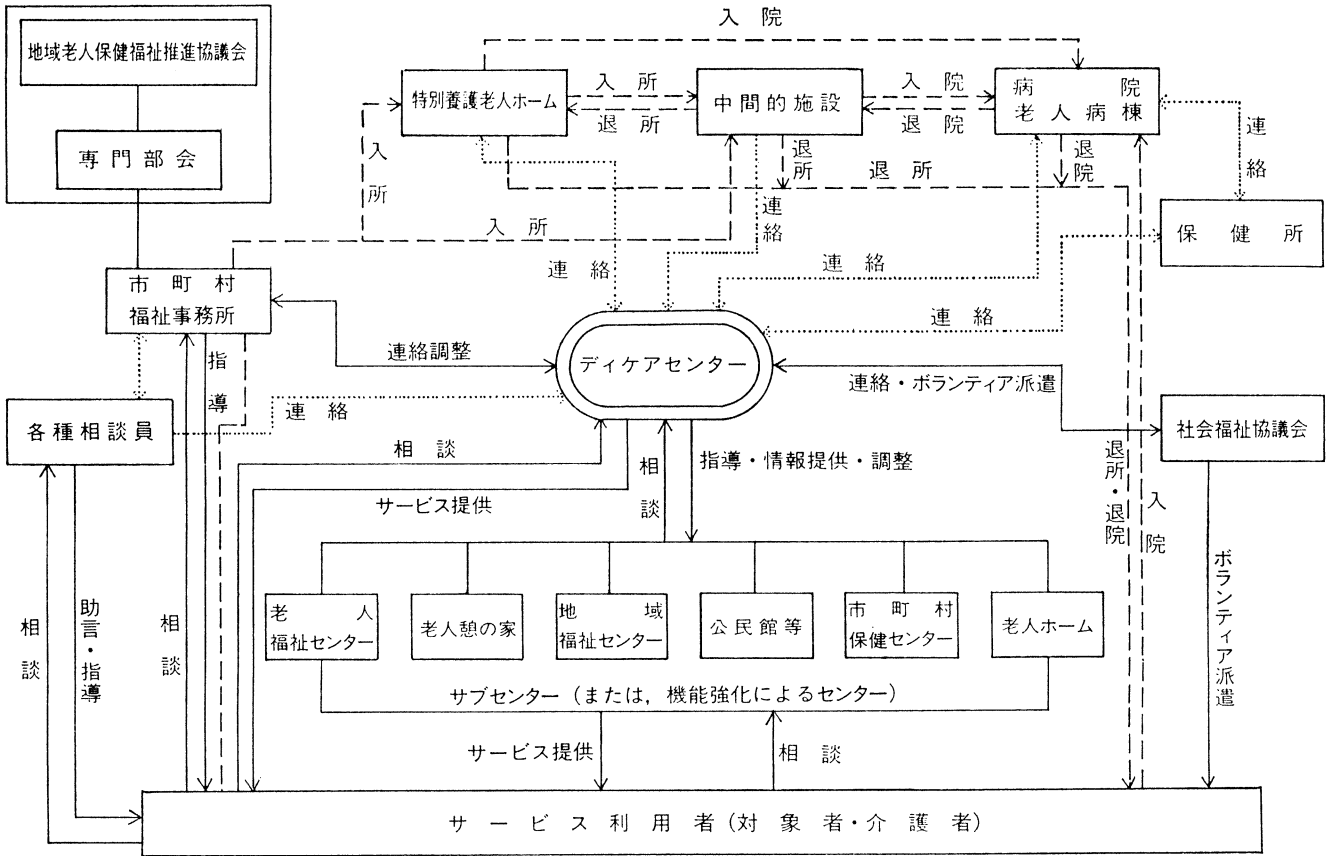 入院
地域老人保健福祉推進協議会
専門部会
特別養護老人ホーム
入所
退所
中間的施設
入院
退院
病院
老人病棟
連絡
入所
退所
退所
退院
連絡
保健所
入所
連絡
連絡
連絡
市町村
福祉事務所
指導
連絡調整
ディケアセンター
連絡・ボランティア派遣
各種相談員
連絡
社会福祉協議会
相談
サービス提供
相談
指導・情報提供・調整
退所・退院
入院
ボランティア派遣
相談
助言・指導
相談
老人
福祉センター
老人憩の家
地域
福祉センター
公民館等
市町村
保健センター
老人ホーム
サブセンター(または,機能強化によるセンター)
サービス提供
相談
サービス利用者(対象者・介護者)